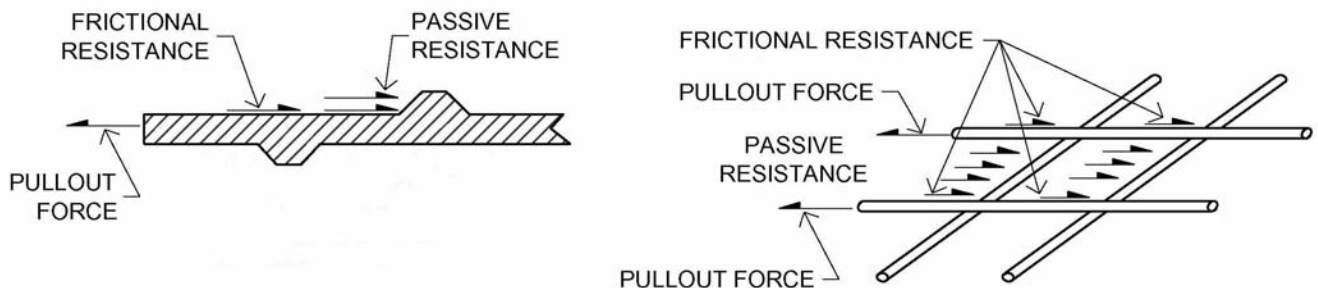 FRICTIONAL
RESISTANCE
PASSIVE
RESISTANCE
PULLOUT
FORCE
FRICTIONAL RESISTANCE
PULLOUT FORCE
PASSIVE
RESISTANCE
PULLOUT FORCE